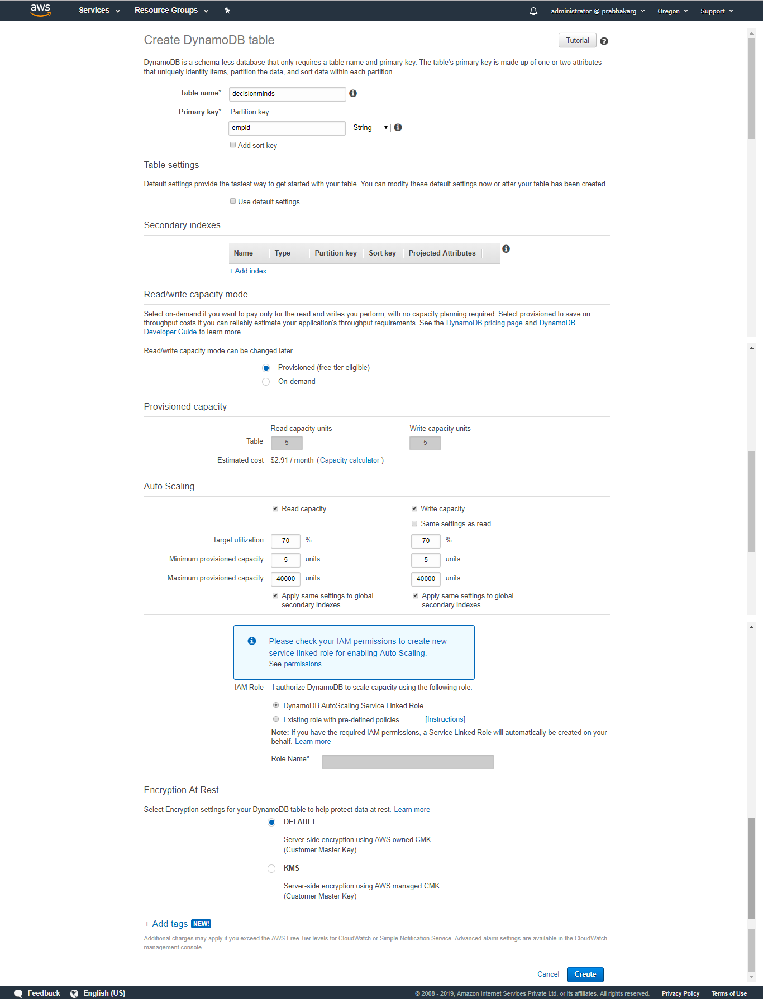 aws Services Resource Groups administrator @ prabhakarg Oregon Support
Create DynamoDB table Tutorial
DynamoDB is a schema-less database that only requires a table name and primary key. The table's primary key is made up of one or two attributes
that uniquely identify items, partition the data, and sort data within each partition.
Table name* decisionminds
Primary key* Partition key
empid String
Add sort key
Table settings
Default settings provide the fastest way to get started with your table. You can modify these default settings now or after your table has been created.
Use default settings
Secondary indexes
Name Type Partition key Sort key Projected Attributes
+ Add index
Read/write capacity mode
Select on-demand if you want to pay only for the read and writes you perform, with no capacity planning required. Select provisioned to save on
throughput costs if you can reliably estimate your application's throughput requirements. See the DynamoDB pricing page and DynamoDB
Developer Guide to learn more.
Read/write capacity mode can be changed later.
Provisioned (free-tier eligible)
On-demand
Provisioned capacity
Read capacity units Write capacity units
Table 5 5
Estimated cost $2.91 / month (Capacity calculator )
Auto Scaling
Read capacity Write capacity
Same settings as read
Target utilization 70 % 70 %
Minimum provisioned capacity 5 units 5 units
Maximum provisioned capacity 40000 units 40000 units
Apply same settings to global Apply same settings to global
secondary indexes secondary indexes
Please check your IAM permissions to create new
service linked role for enabling Auto Scaling.
See permissions.
IAM Role I authorize DynamoDB to scale capacity using the following role:
DynamoDB AutoScaling Service Linked Role
Existing role with pre-defined policies [Instructions]
Note: If you have the required IAM permissions, a Service Linked Role will automatically be created on your
behalf. Learn more
Role Name*
Encryption At Rest
Select Encryption settings for your DynamoDB table to help protect data at rest. Learn more
DEFAULT
Server-side encryption using AWS owned CMK
(Customer Master Key)
KMS
Server-side encryption using AWS managed CMK
(Customer Master Key)
+ Add tags NEW!
Additional charges may apply if you exceed the AWS Free Tier levels for CloudWatch or Simple Notification Service. Advanced alarm settings are available in the CloudWatch
management console.
Cancel Create
Feedback English (US) © 2008 - 2019, Amazon Internet Services Private Ltd. or its affiliates. All rights reserved. Privacy Policy Terms of Use